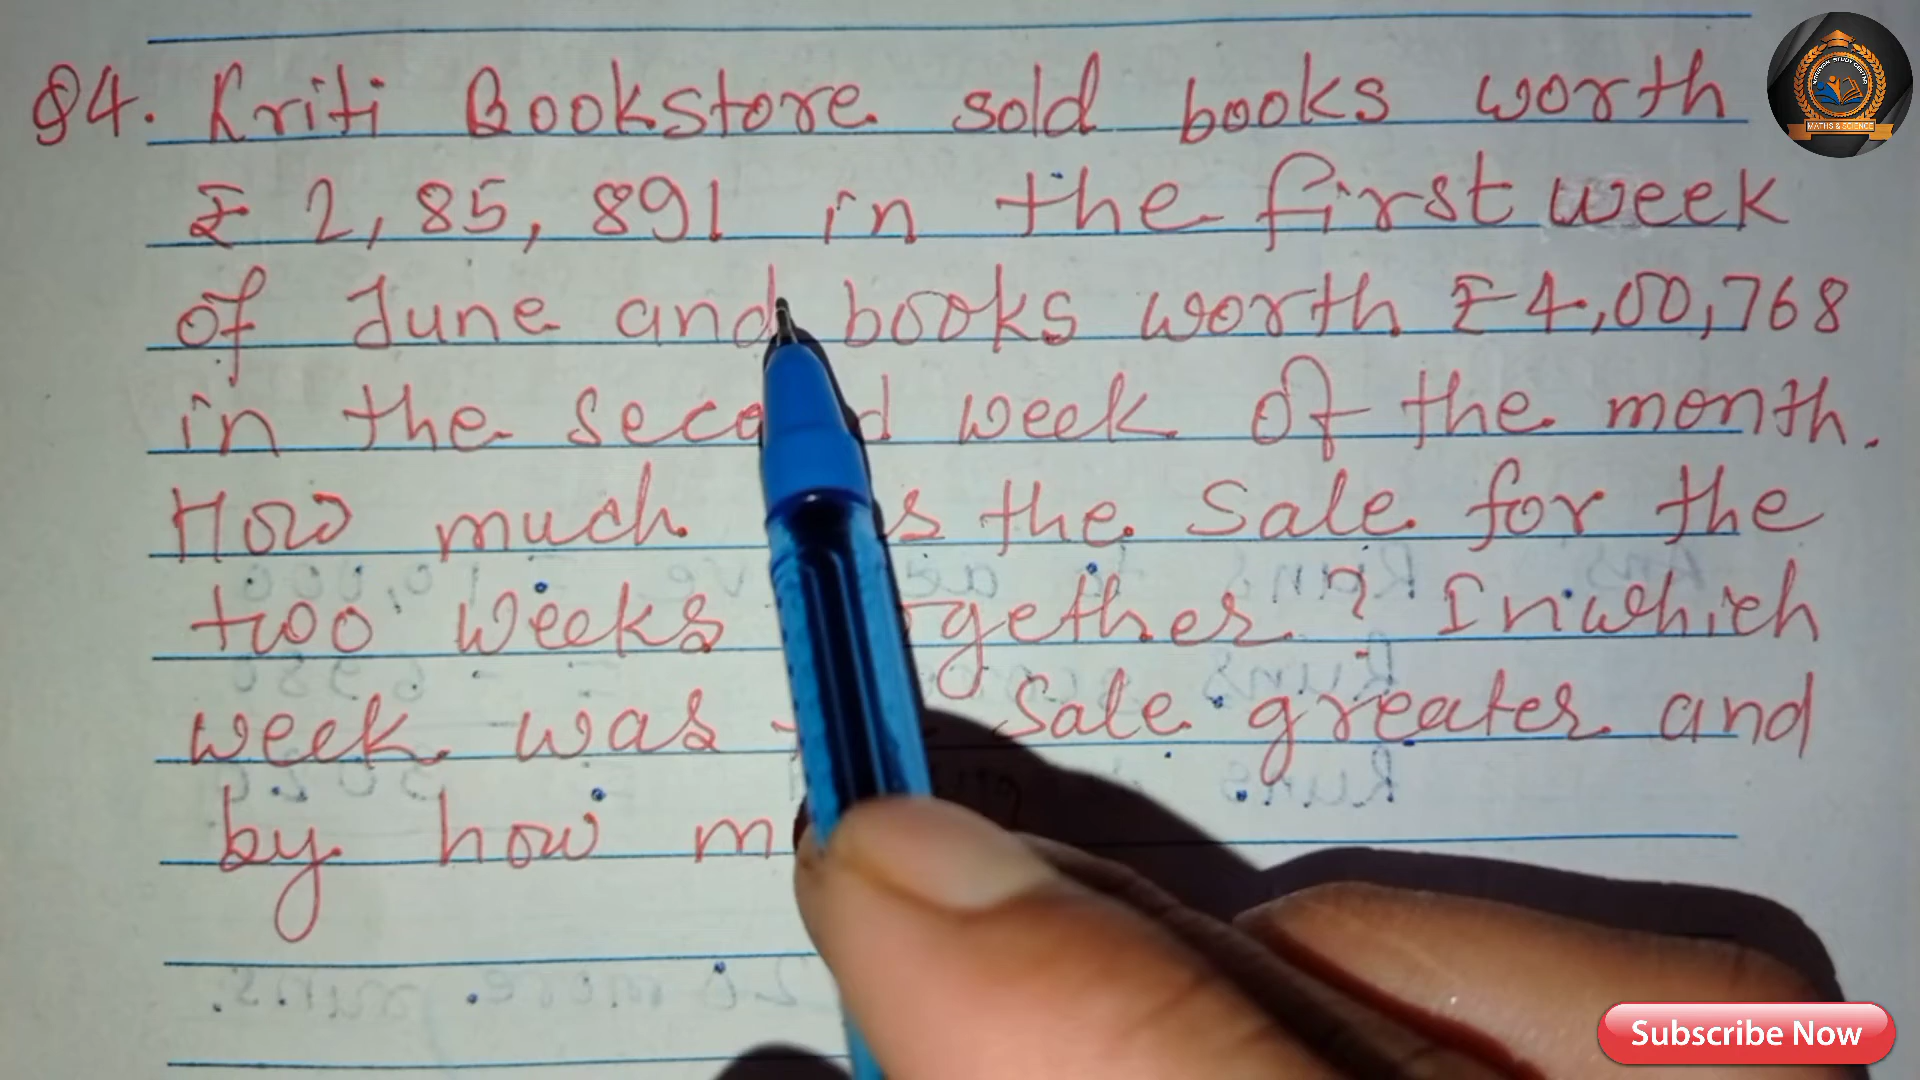 Q4. Kriti Bookstore sold books worth
₹ 2,85,891 in the first week
of June and books worth ₹4,00,768
in the week of the month.
How much the Sale for the
two weeks ? In which
week was Sale greater and
by how
MATHS & SCIENCE
Subscribe Now